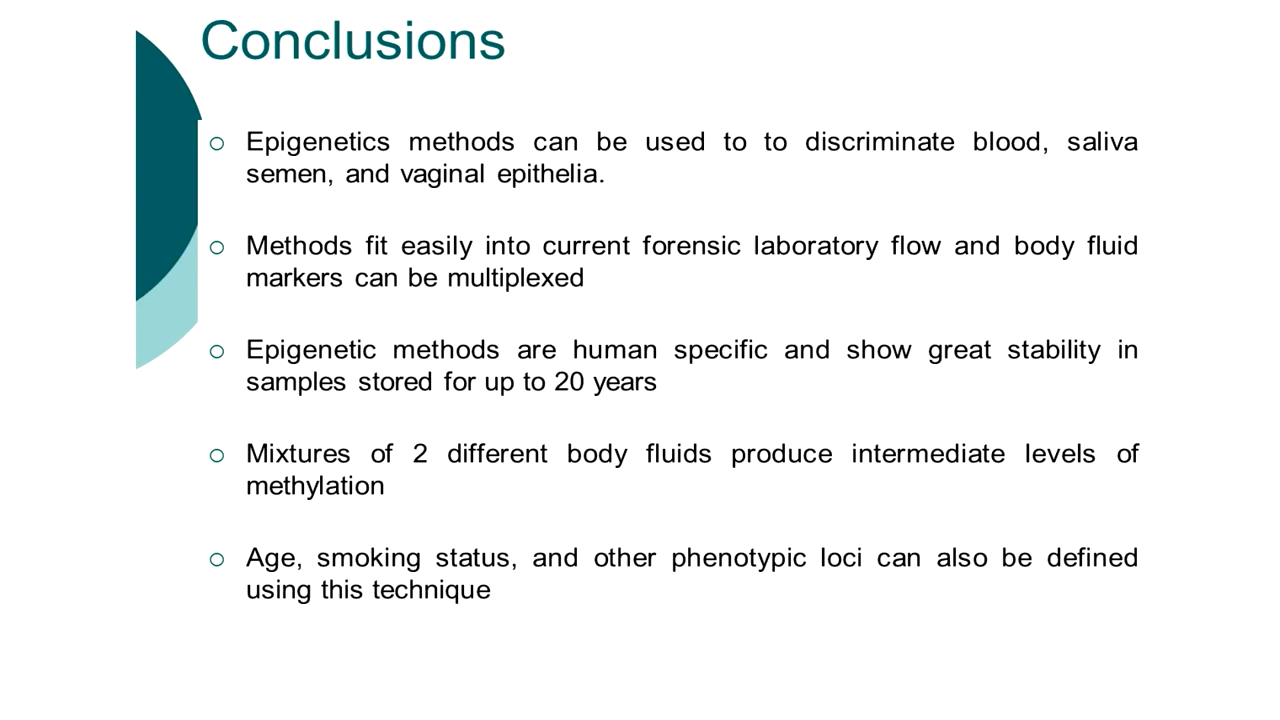 Conclusions
Epigenetics methods can be used to to discriminate blood, saliva
semen, and vaginal epithelia.
Methods fit easily into current forensic laboratory flow and body fluid
markers can be multiplexed
Epigenetic methods are human specific and show great stability in
samples stored for up to 20 years
Mixtures of 2 different body fluids produce intermediate levels of
methylation
Age, smoking status, and other phenotypic loci can also be defined
using this technique